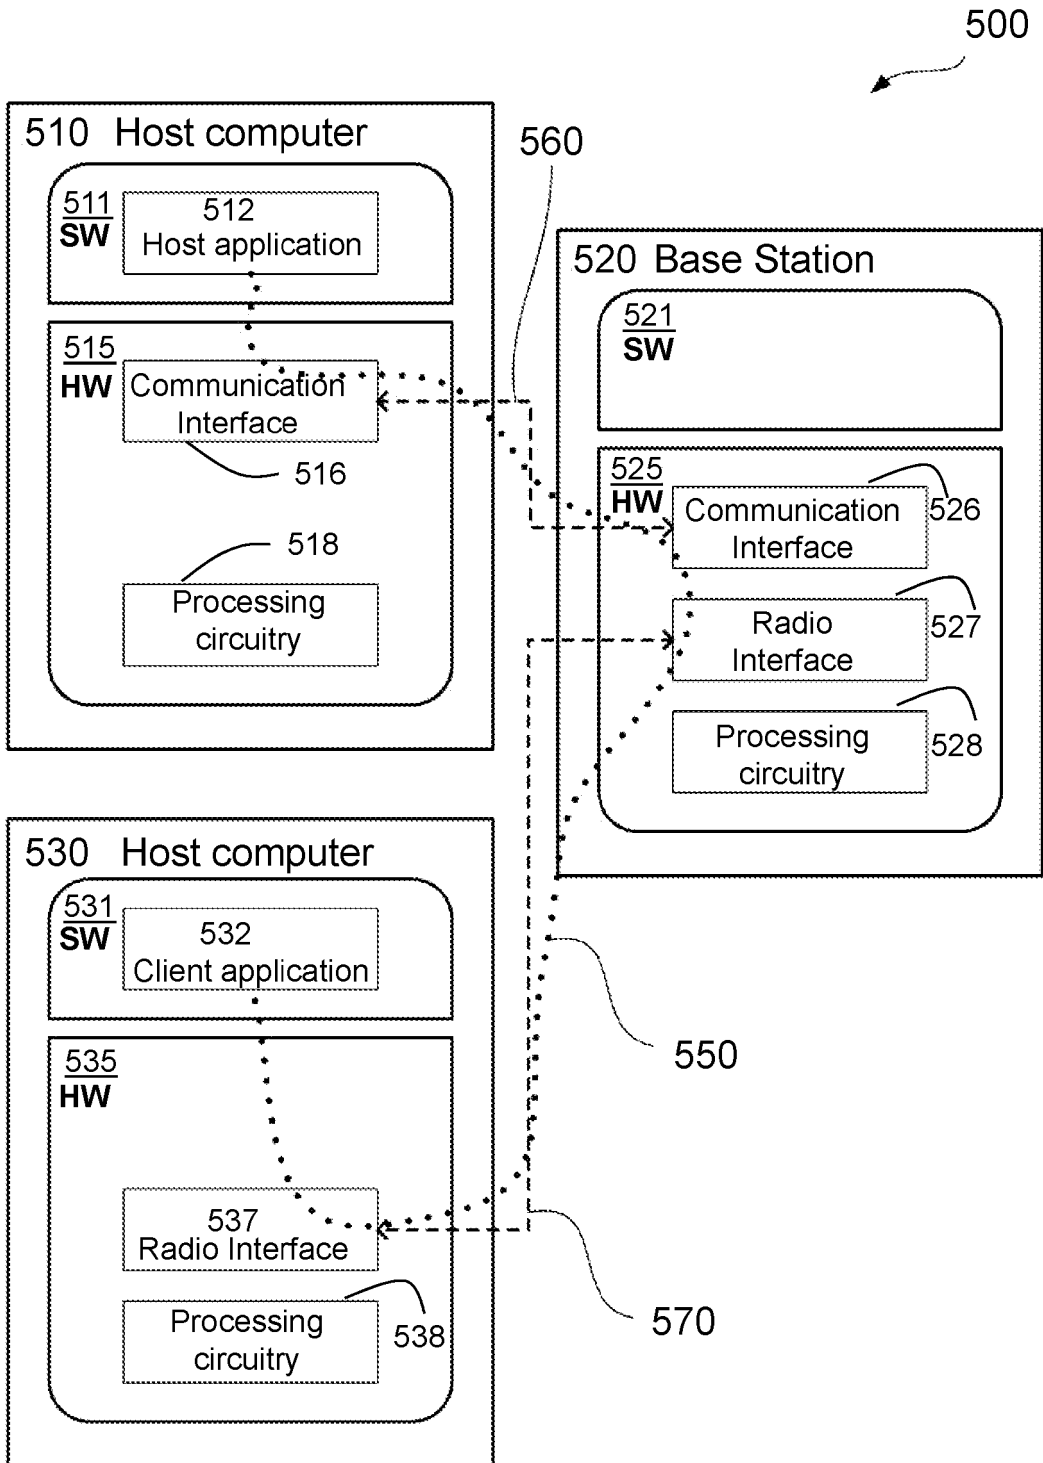 500
510 Host computer
511
SW
512
Host application
515
HW
Communication
Interface
516
518
Processing
circuitry
560
520 Base Station
521
SW
525
HW
Communication
Interface
526
Radio
Interface
527
Processing
circuitry
528
530 Host computer
531
SW
532
Client application
535
HW
537
Radio Interface
Processing
circuitry
538
550
570